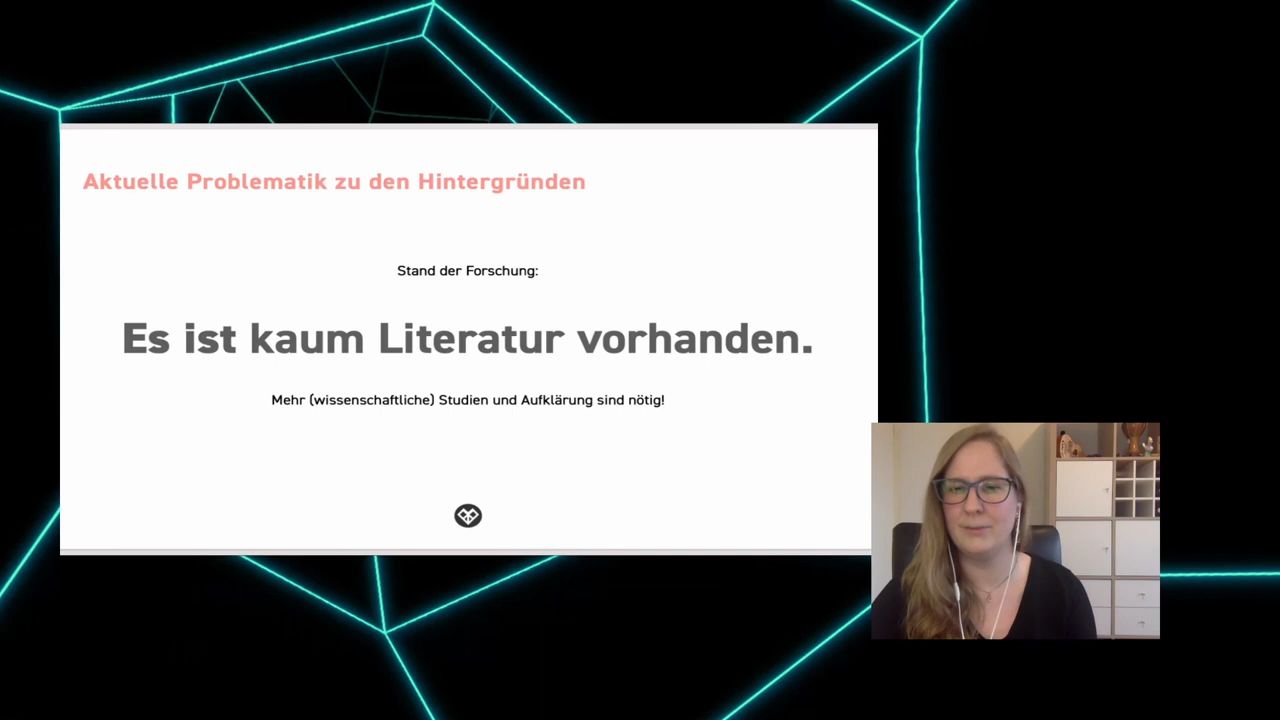 Aktuelle Problematik zu den Hintergründen
Stand der Forschung:
Es ist kaum Literatur vorhanden.
Mehr (wissenschaftliche) Studien und Aufklärung sind nötig!